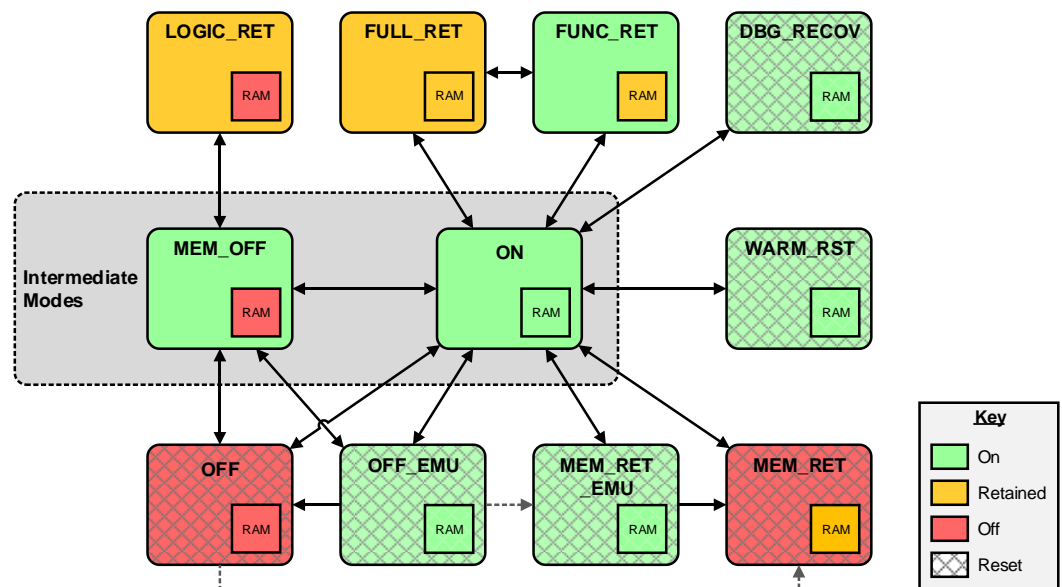 LOGIC_RET
RAM
FULL_RET
RAM
FUNC_RET
RAM
DBG_RECOV
RAM
Intermediate
Modes
MEM_OFF
RAM
ON
RAM
WARM_RST
RAM
OFF
RAM
OFF_EMU
RAM
MEM_RET
_EMU
RAM
MEM_RET
RAM
Key
On
Retained
Off
Reset